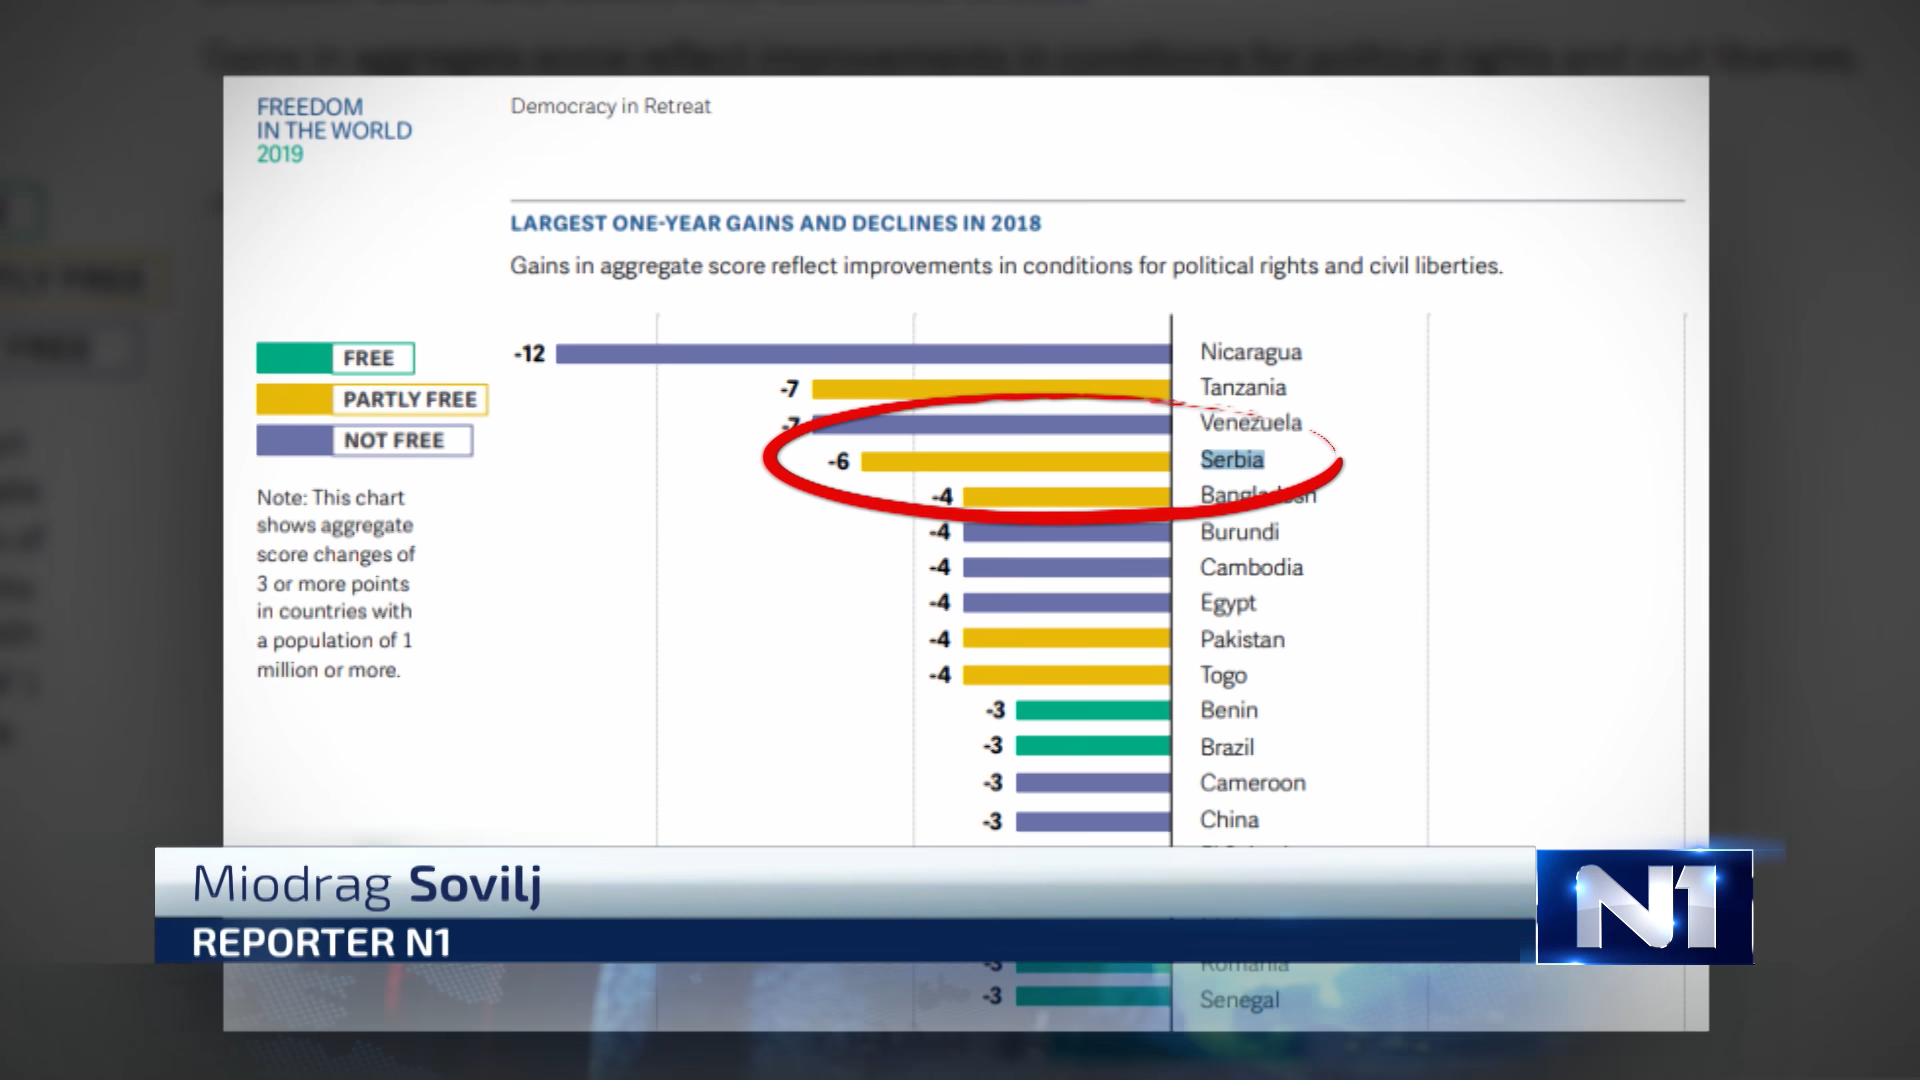 FREEDOM
IN THE WORLD
2019
Democracy in Retreat
LARGEST ONE-YEAR GAINS AND DECLINES IN 2018
Gains in aggregate score reflect improvements in conditions for political rights and civil liberties.
FREE
PARTLY FREE
NOT FREE
Note: This chart
shows aggregate
score changes of
3 or more points
in countries with
a population of 1
million or more.
-12 Nicaragua
-7 Tanzania
-7 Venezuela
-6 Serbia
-4 Bangladesh
-4 Burundi
-4 Cambodia
-4 Egypt
-4 Pakistan
-4 Togo
-3 Benin
-3 Brazil
-3 Cameroon
-3 China
Miodrag Sovilj
REPORTER N1
N1
-3 Romania
-3 Senegal